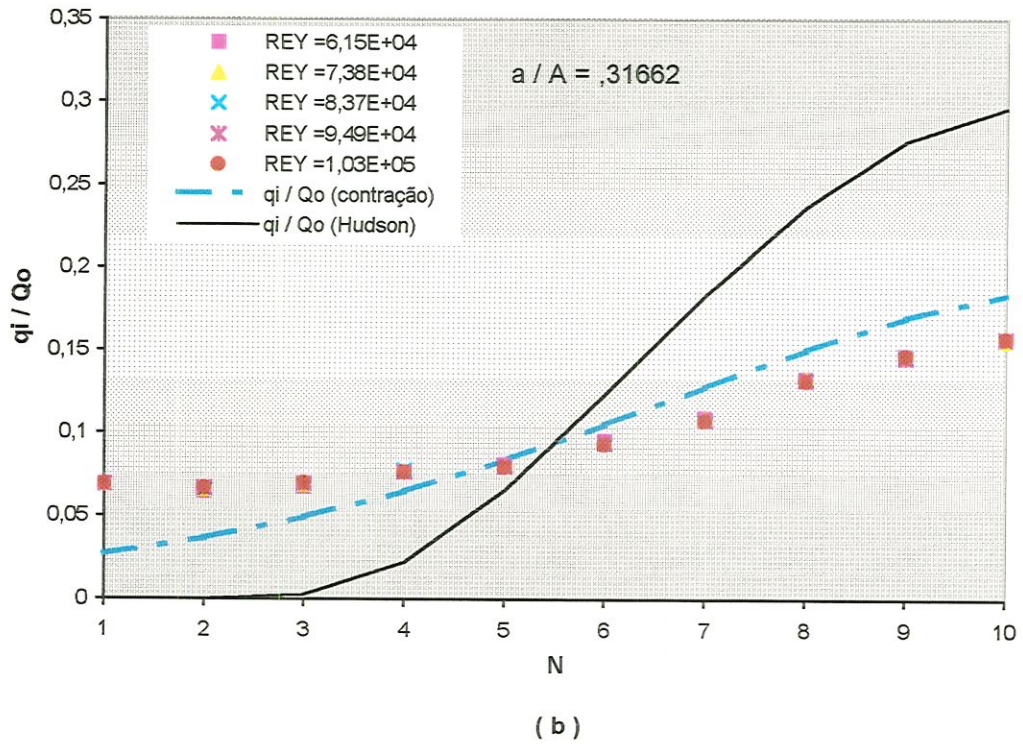 0,35
0,3
0,25
0,2
0,15
0,1
0,05
0
qi / Qo
REY =6,15E+04
REY =7,38E+04
REY =8,37E+04
REY =9,49E+04
REY =1,03E+05
qi / Qo (contração)
qi / Qo (Hudson)
a / A = ,31662
1 2 3 4 5 6 7 8 9 10
N
( b )